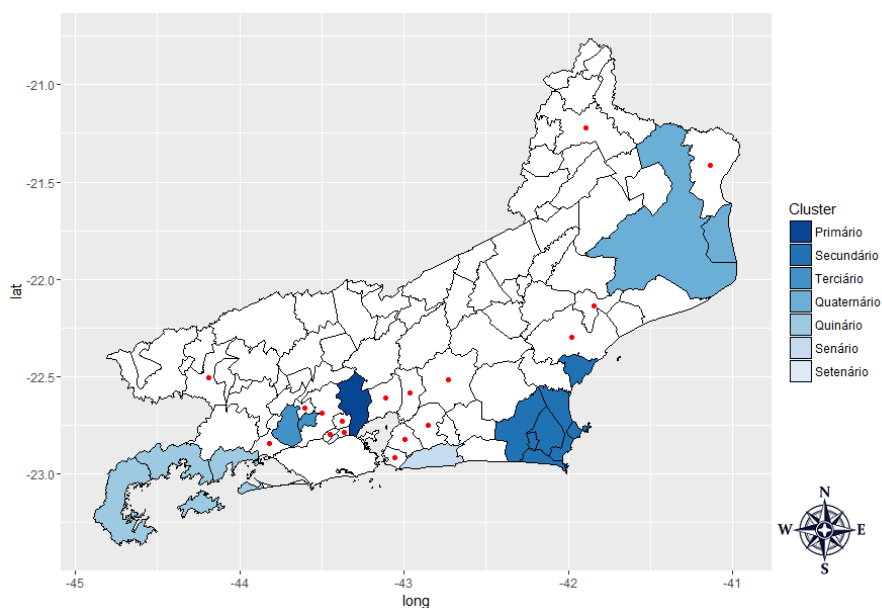 -21.0
-21.5
-22.0
-22.5
-23.0
lat
-45
-44
-43
-42
-41
long
Cluster
Primário
Secundário
Terciário
Quaternário
Quinário
Senário
Setenário
N
W
E
S